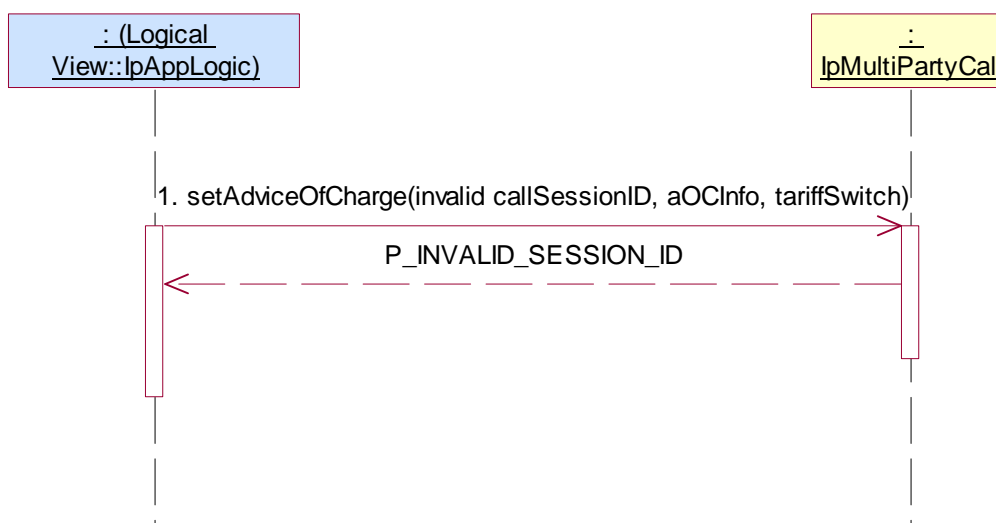 : (Logical
View::IpAppLogic)
:
IpMultiPartyCal
1. setAdviceOfCharge(invalid callSessionID, aOCInfo, tariffSwitch)
P_INVALID_SESSION_ID